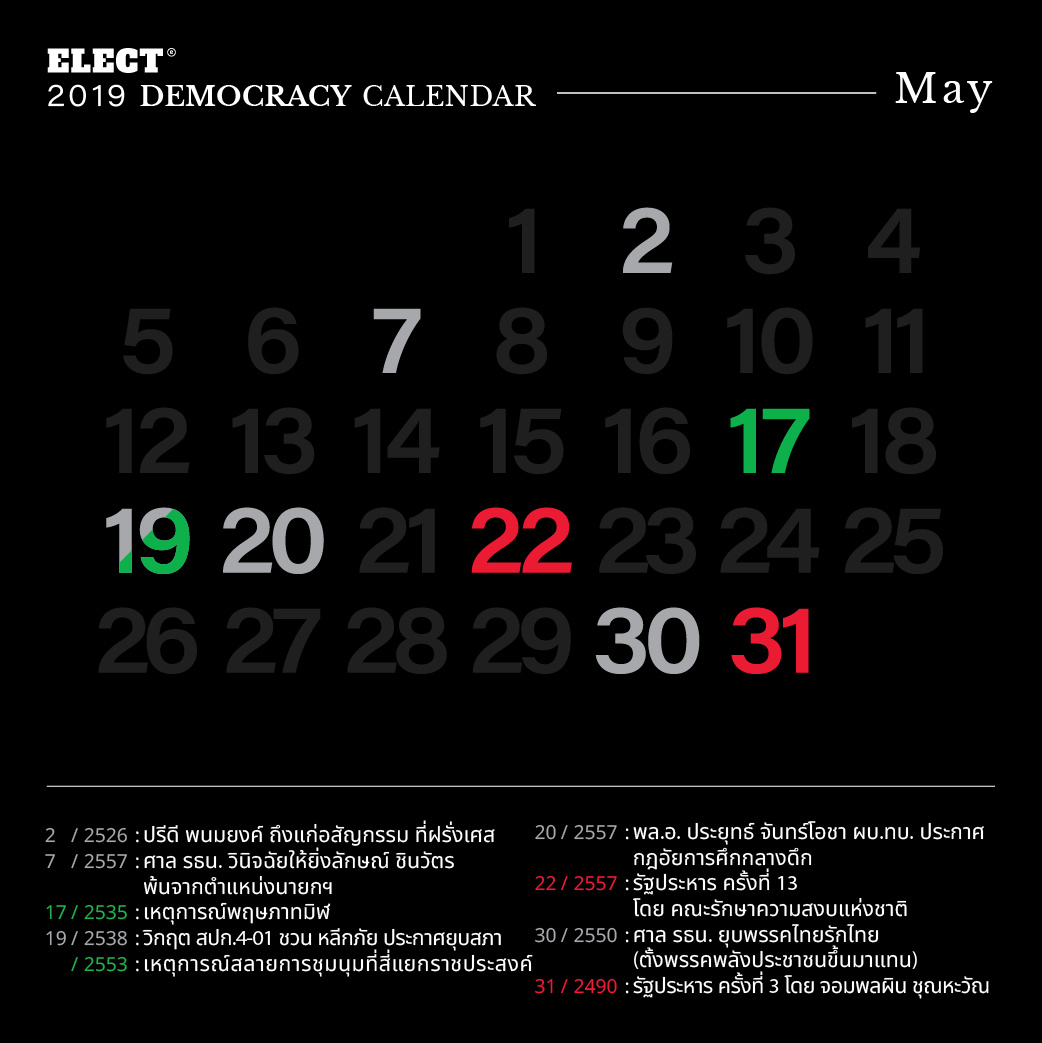 ELECT®
2019 DEMOCRACY CALENDAR
May
1 2 3 4
5 6 7 8 9 10 11
12 13 14 15 16 17 18
19 20 21 22 23 24 25
26 27 28 29 30 31
2 / 2526 : ปรีดี พนมยงค์ ถึงแก่อสัญกรรม ที่ฝรั่งเศส
7 / 2557 : ศาล รธน. วินิจฉัยให้ยิ่งลักษณ์ ชินวัตร
พ้นจากตำแหน่งนายกฯ
17 / 2535 : เหตุการณ์พฤษภาทมิฬ
19 / 2538 : วิกฤต สปก.4-01 ชวน หลีกภัย ประกาศยุบสภา
/ 2553 : เหตุการณ์สลายการชุมนุมที่สี่แยกราชประสงค์
20 / 2557 : พล.อ. ประยุทธ์ จันทร์โอชา ผบ.ทบ. ประกาศ
กฎอัยการศึกกลางดึก
22 / 2557 : รัฐประหาร ครั้งที่ 13
โดย คณะรักษาความสงบแห่งชาติ
30 / 2550 : ศาล รธน. ยุบพรรคไทยรักไทย
(ตั้งพรรคพลังประชาชนขึ้นมาแทน)
31 / 2490 : รัฐประหาร ครั้งที่ 3 โดย จอมพลผิน ชุณหะวัณ